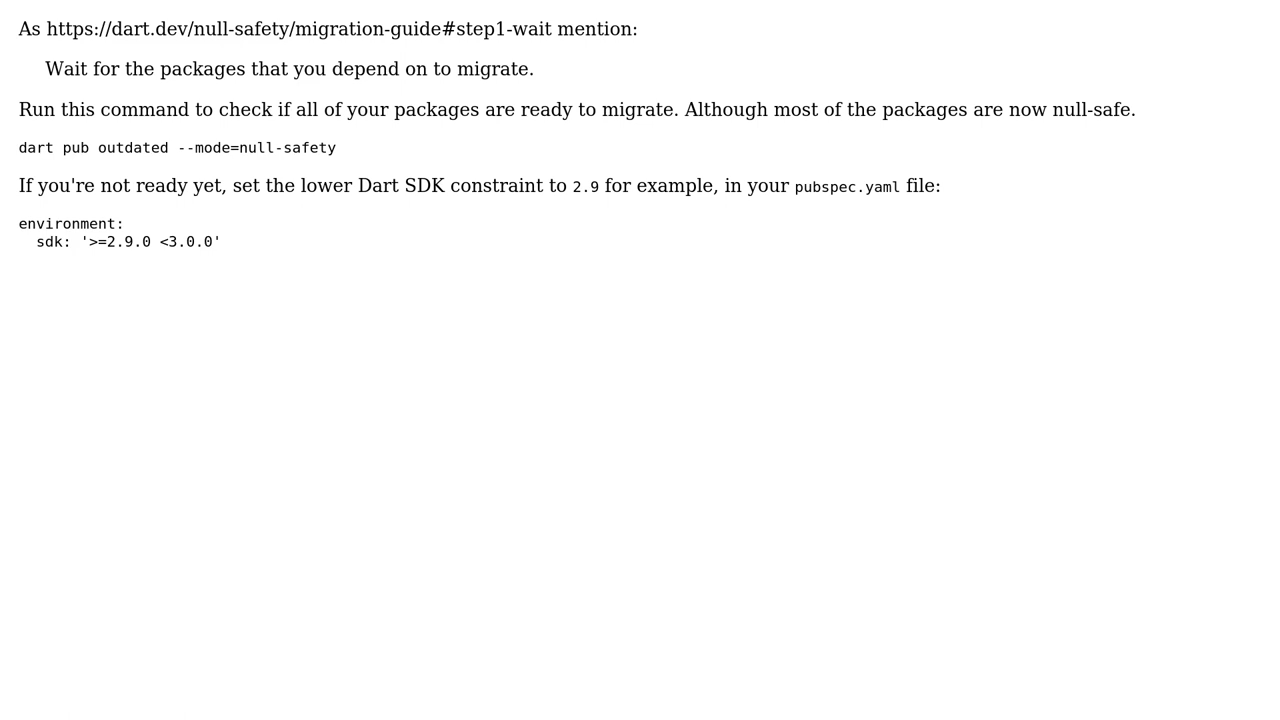 As https://dart.dev/null-safety/migration-guide#step1-wait mention:
Wait for the packages that you depend on to migrate.
Run this command to check if all of your packages are ready to migrate. Although most of the packages are now null-safe.
dart pub outdated --mode=null-safety
If you're not ready yet, set the lower Dart SDK constraint to 2.9 for example, in your pubspec.yaml file:
environment:
  sdk: '>=2.9.0 <3.0.0'